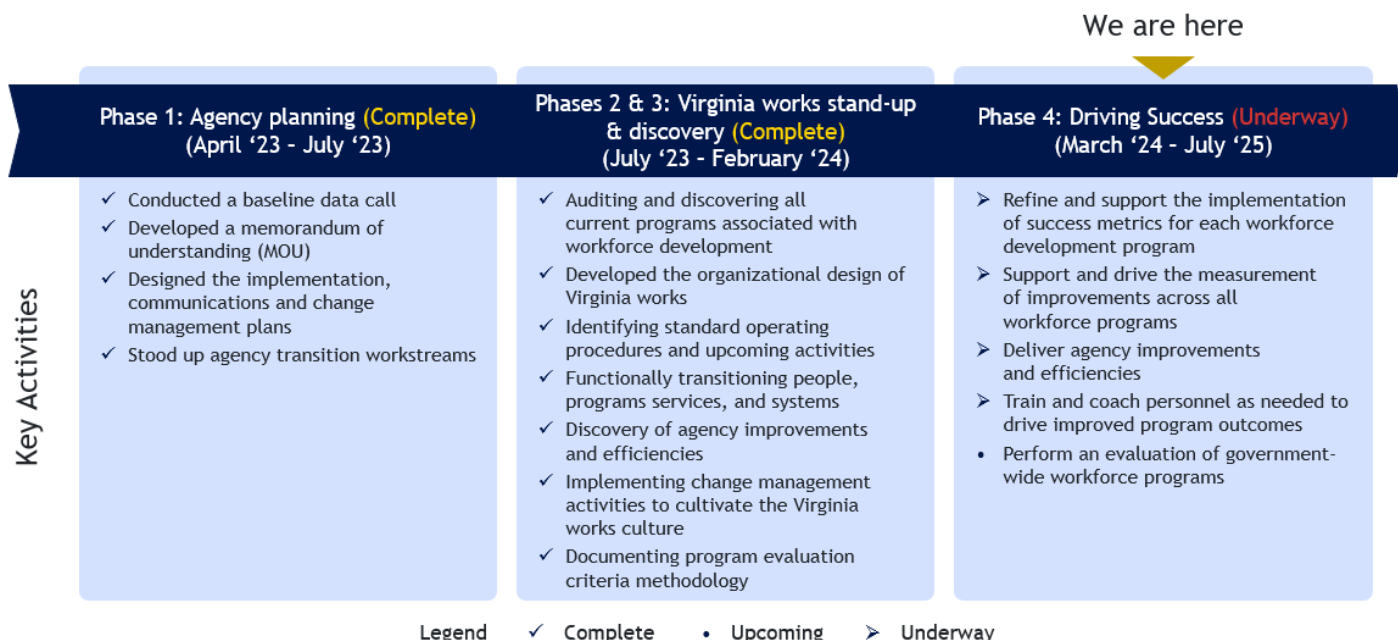 We are here
Phase 1: Agency planning (Complete)
(April ‘23 – July ‘23)
Phases 2 & 3: Virginia works stand-up
& discovery (Complete)
(July ‘23 – February ‘24)
Phase 4: Driving Success (Underway)
(March ‘24 – July ‘25)
Key Activities
✓ Conducted a baseline data call
✓ Developed a memorandum of
understanding (MOU)
✓ Designed the implementation,
communications and change
management plans
✓ Stood up agency transition workstreams
✓ Auditing and discovering all
current programs associated with
workforce development
✓ Developed the organizational design of
Virginia works
✓ Identifying standard operating
procedures and upcoming activities
✓ Functionally transitioning people,
programs services, and systems
✓ Discovery of agency improvements
and efficiencies
✓ Implementing change management
activities to cultivate the Virginia
works culture
✓ Documenting program evaluation
criteria methodology
➢ Refine and support the implementation
of success metrics for each workforce
development program
➢ Support and drive the measurement
of improvements across all
workforce programs
➢ Deliver agency improvements
and efficiencies
➢ Train and coach personnel as needed to
drive improved program outcomes
• Perform an evaluation of government-
wide workforce programs
Legend ✓ Complete • Upcoming ➢ Underway